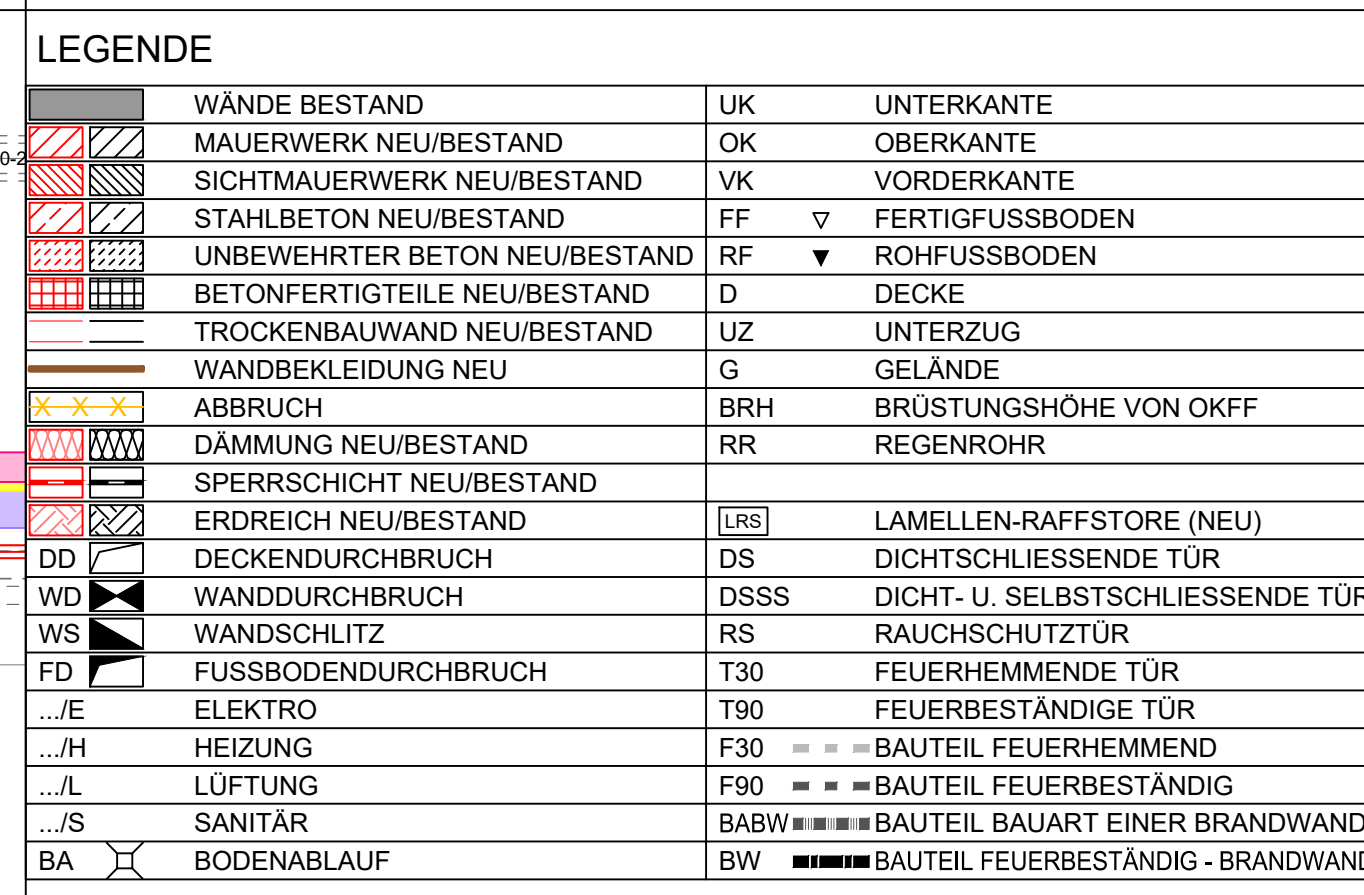 LEGENDE
WÄNDE BESTAND UK UNTERKANTE
MAUERWERK NEU/BESTAND OK OBERKANTE
0-2
SICHTMAUERWERK NEU/BESTAND VK VORDERKANTE
STAHLBETON NEU/BESTAND FF FERTIGFUSSBODEN
UNBEWEHRTER BETON NEU/BESTAND RF ROHFUSSBODEN
BETONFERTIGTEILE NEU/BESTAND D DECKE
TROCKENBAUWAND NEU/BESTAND UZ UNTERZUG
WANDBEKLEIDUNG NEU G GELÄNDE
ABBRUCH BRH BRÜSTUNGSHÖHE VON OKFF
DÄMMUNG NEU/BESTAND RR REGENROHR
SPERRSCHICHT NEU/BESTAND
ERDREICH NEU/BESTAND LRS LAMELLEN-RAFFSTORE (NEU)
DD DECKENDURCHBRUCH DS DICHTSCHLIESSENDE TÜR
WD WANDDURCHBRUCH DSSS DICHT- U. SELBSTSCHLIESSENDE TÜR
WS WANDSCHLITZ RS RAUCHSCHUTZTÜR
FD FUSSBODENDURCHBRUCH T30 FEUERHEMMENDE TÜR
.../E ELEKTRO T90 FEUERBESTÄNDIGE TÜR
.../H HEIZUNG F30 BAUTEIL FEUERHEMMEND
.../L LÜFTUNG F90 BAUTEIL FEUERBESTÄNDIG
.../S SANITÄR BABW BAUTEIL BAUART EINER BRANDWAND
BA BODENABLAUF BW BAUTEIL FEUERBESTÄNDIG - BRANDWAND